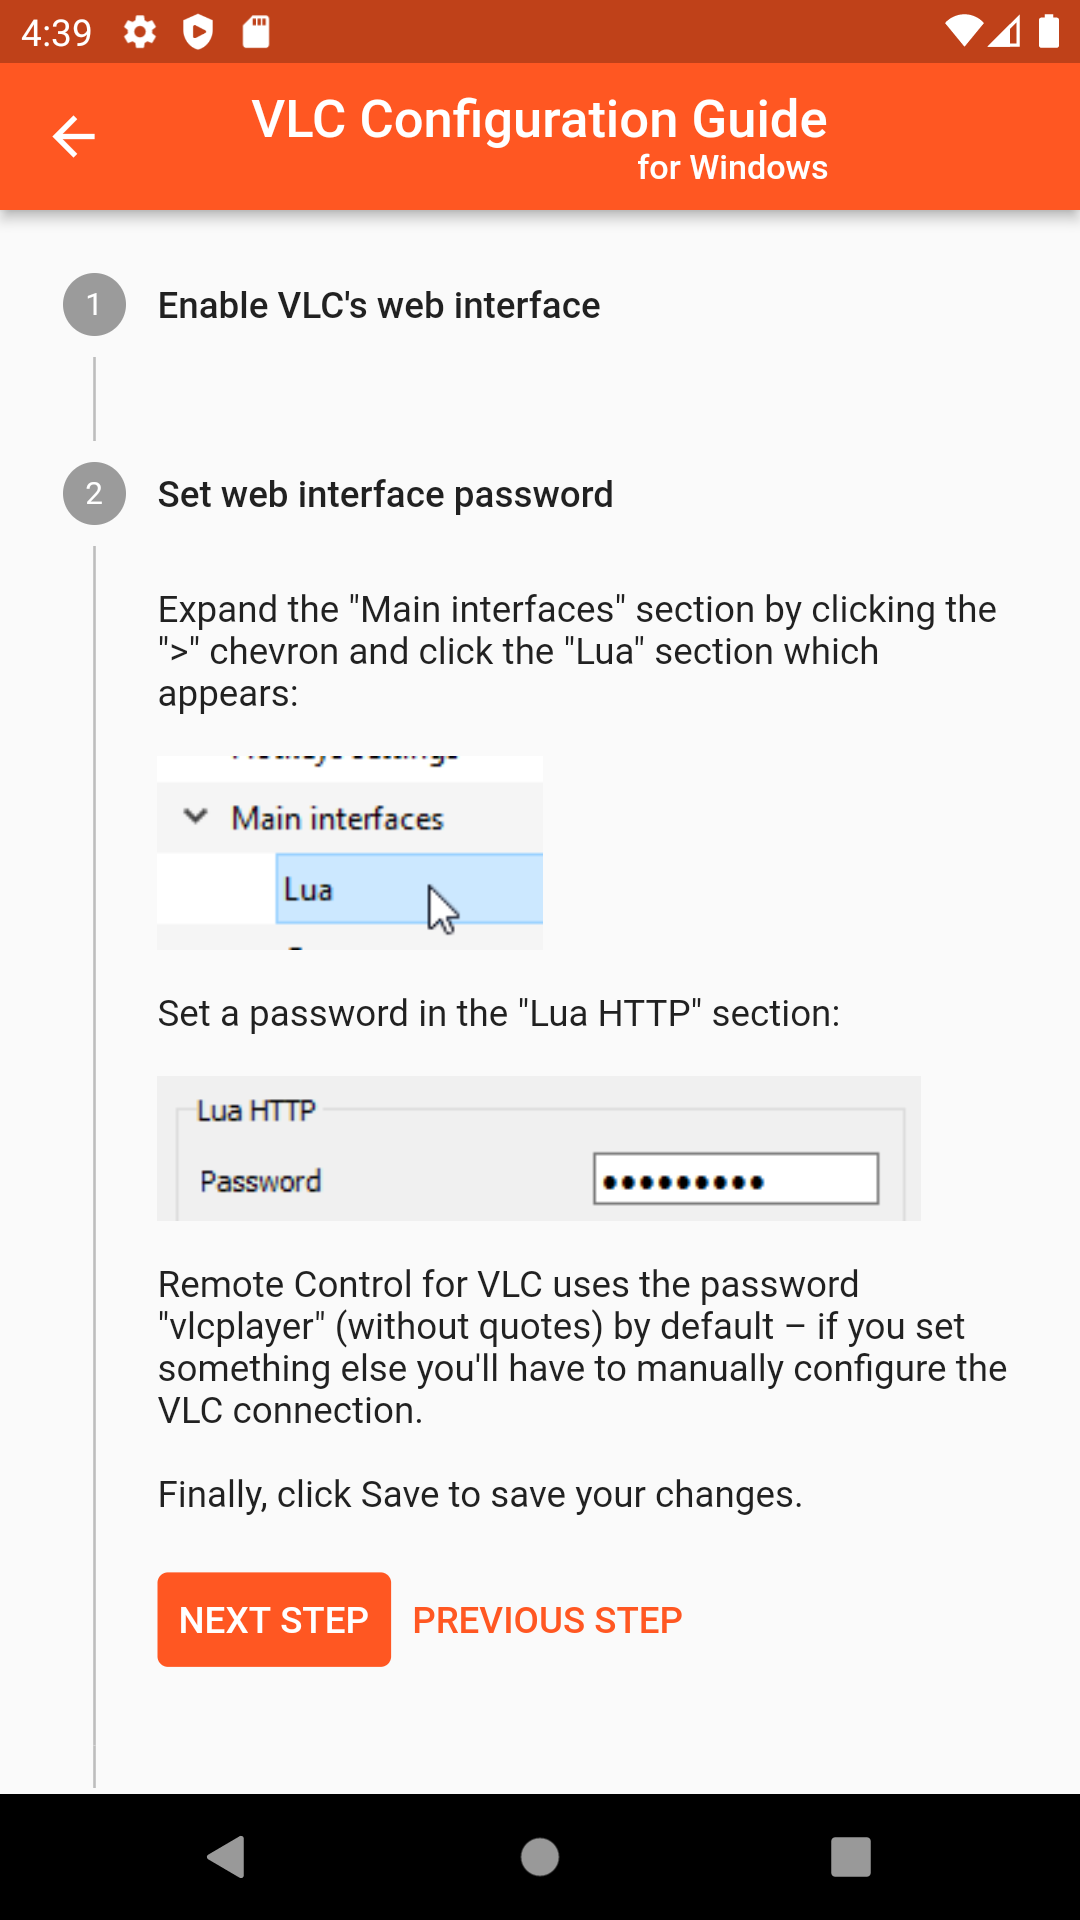 4:39
VLC Configuration Guide
for Windows
1
Enable VLC's web interface
2
Set web interface password
Expand the "Main interfaces" section by clicking the
">" chevron and click the "Lua" section which
appears:
Main interfaces
Lua
Set a password in the "Lua HTTP" section:
Lua HTTP
Password
Remote Control for VLC uses the password
"vlcplayer" (without quotes) by default – if you set
something else you'll have to manually configure the
VLC connection.
Finally, click Save to save your changes.
NEXT STEP PREVIOUS STEP